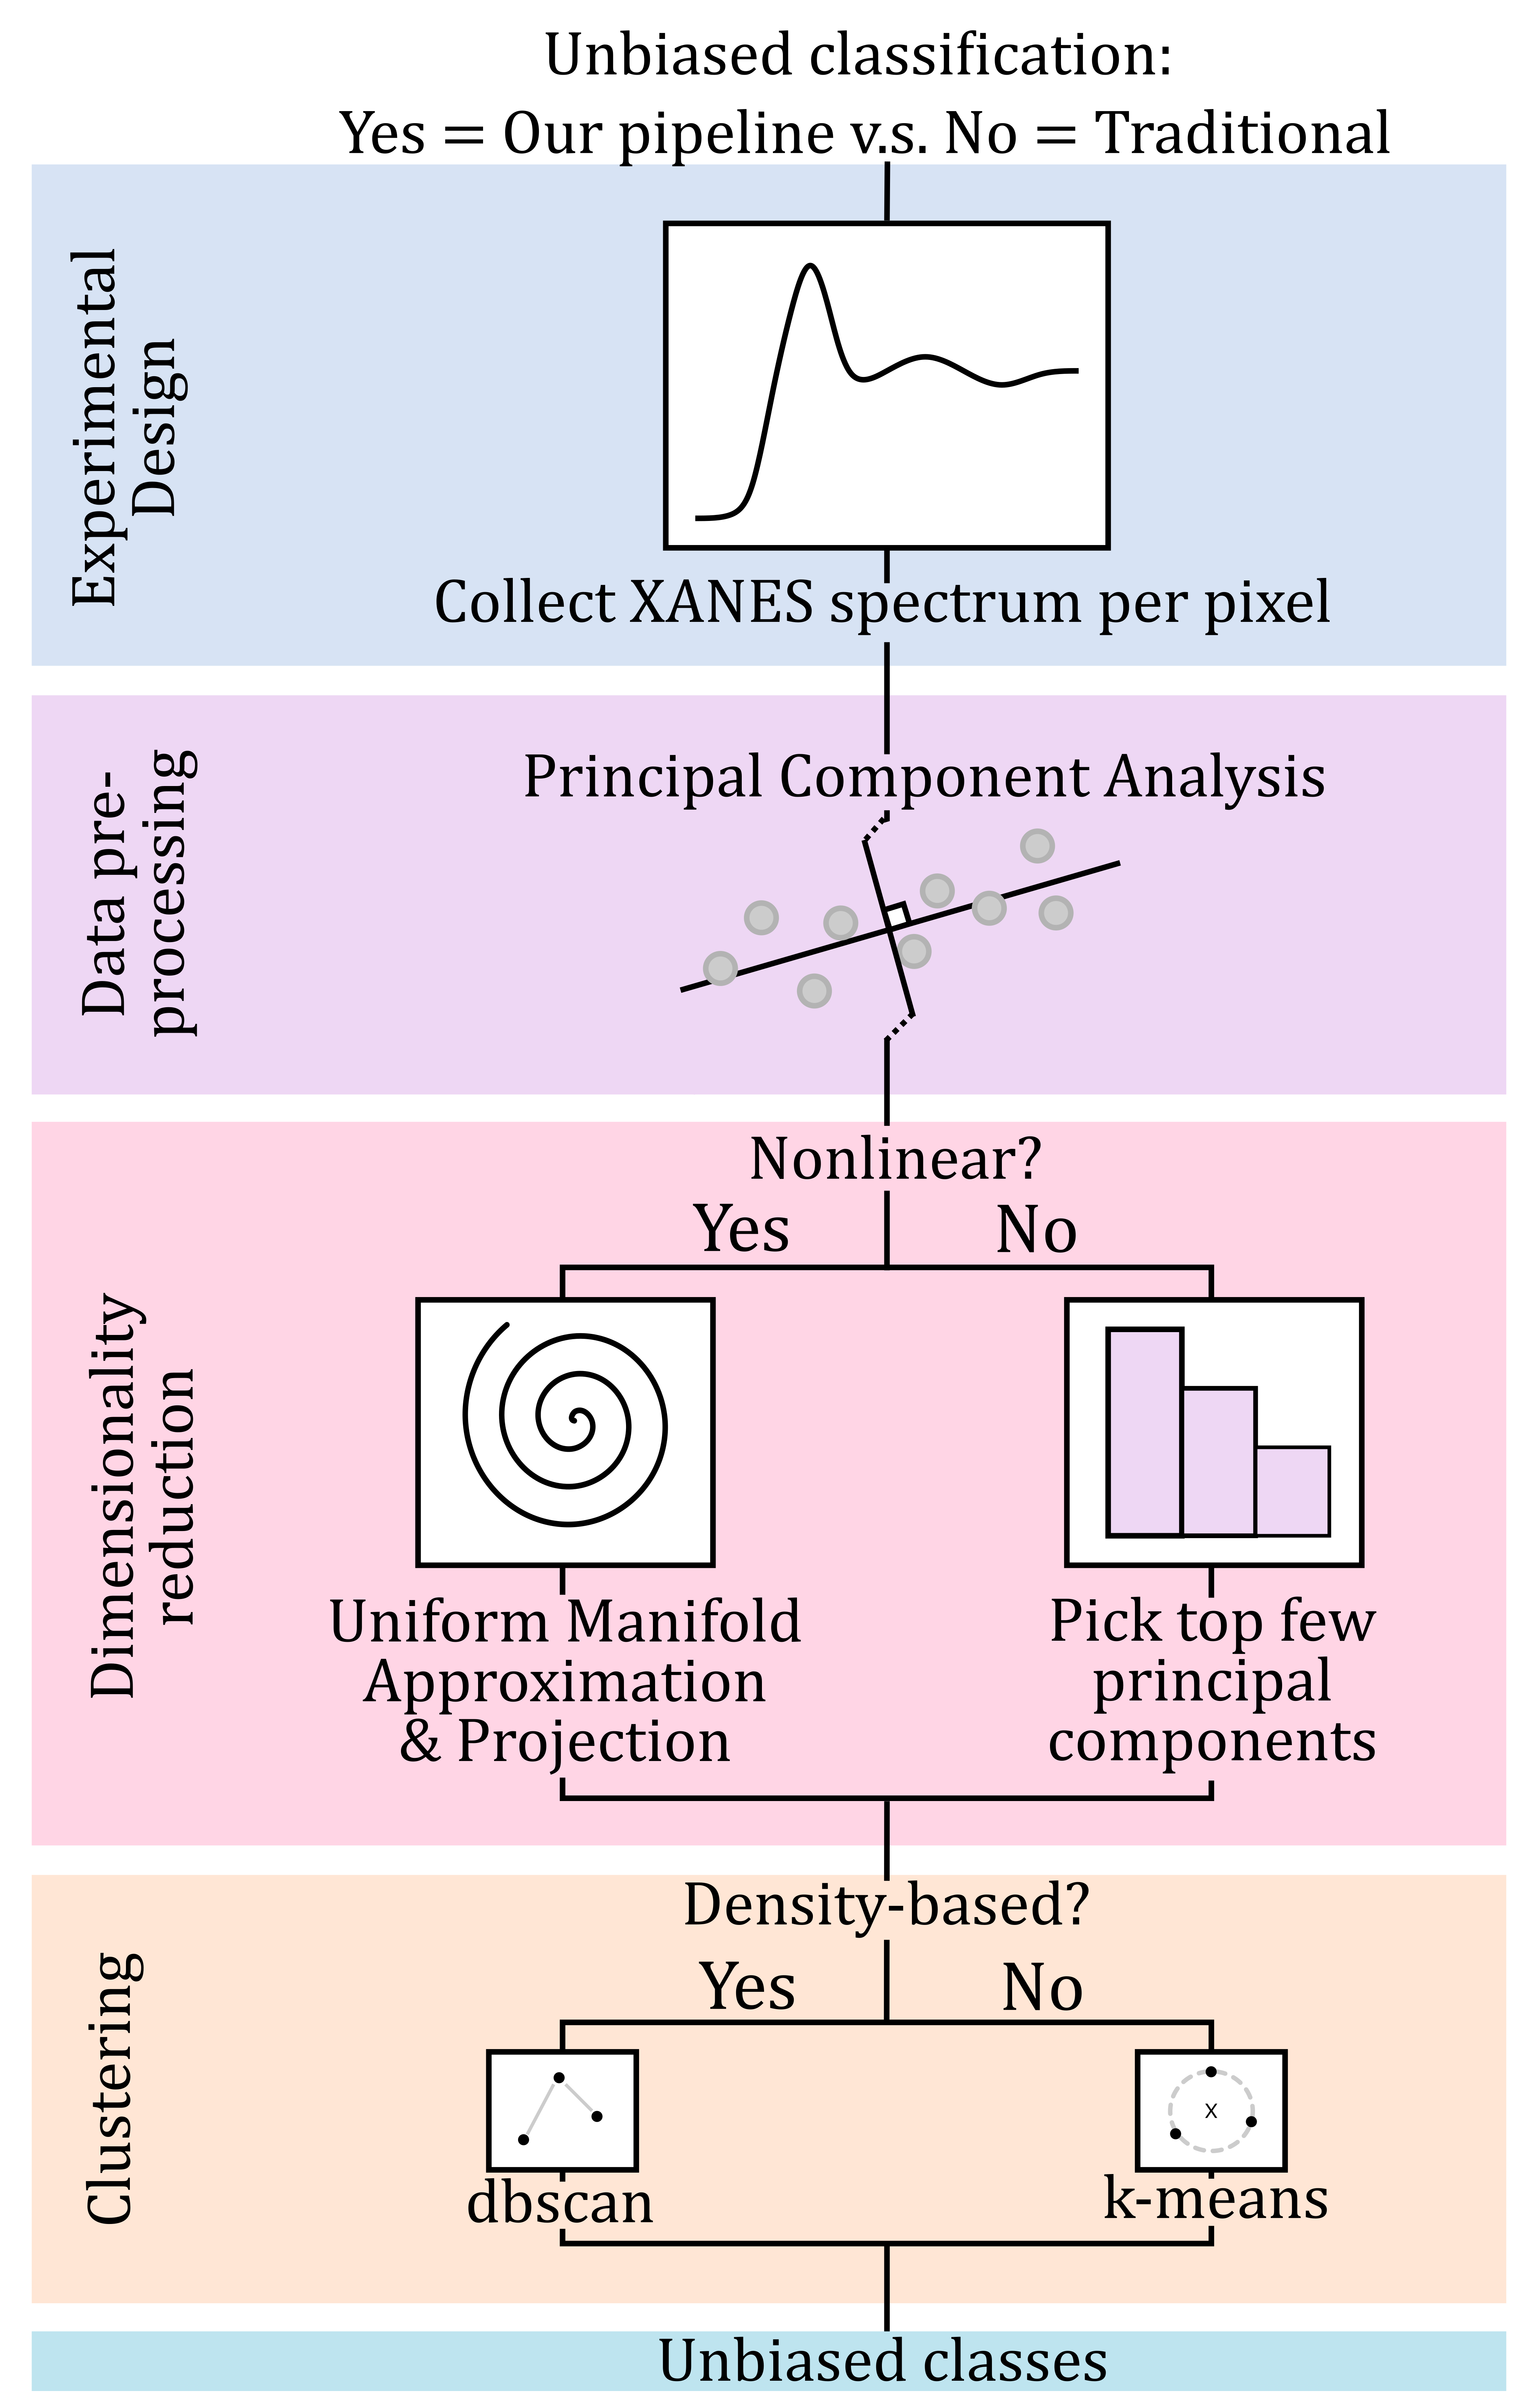 Unbiased classification:
Yes = Our pipeline v.s. No = Traditional
Experimental
Design
Collect XANES spectrum per pixel
Data pre-
processing
Principal Component Analysis
Dimensionality
reduction
Nonlinear?
Yes
No
Uniform Manifold
Approximation
& Projection
Pick top few
principal
components
Clustering
Density-based?
Yes
No
x
dbscan
k-means
Unbiased classes